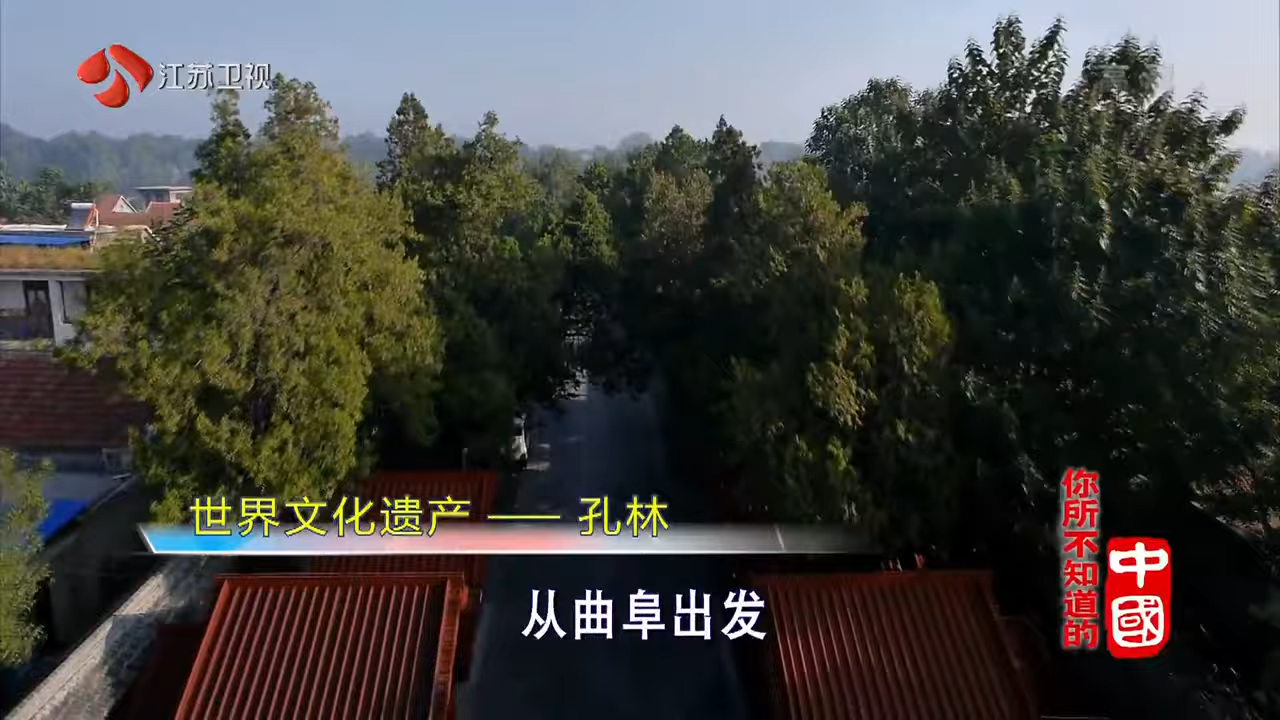 江苏卫视
世界文化遗产 —— 孔林
从曲阜出发
你所不知道的
中國